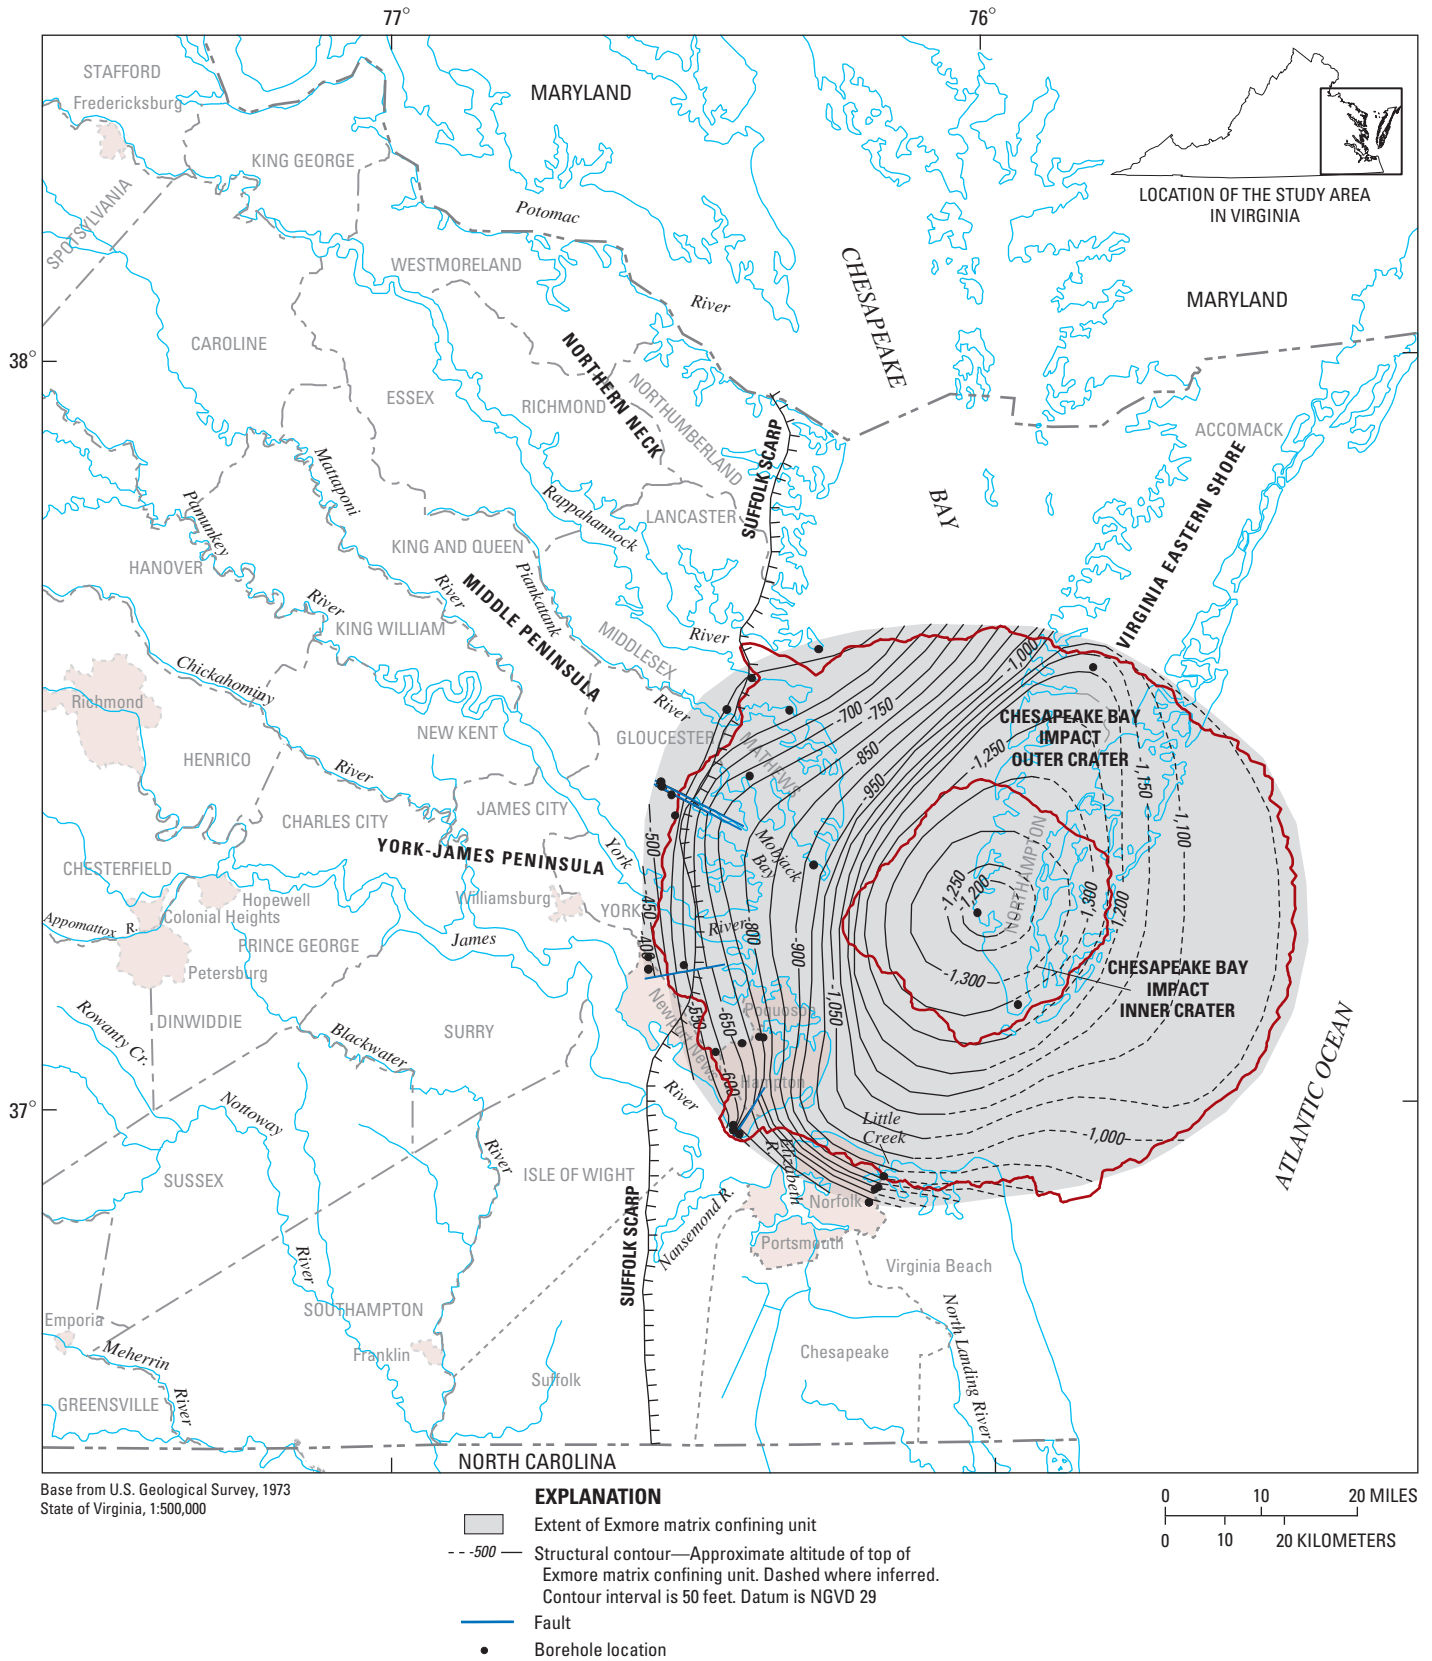 77°
76°
STAFFORD
Fredericksburg
MARYLAND
KING GEORGE
LOCATION OF THE STUDY AREA
IN VIRGINIA
SPOTSYLVANIA
Potomac
River
WESTMORELAND
CHESAPEAKE
BAY
MARYLAND
CAROLINE
38°
NORTHERN NECK
ESSEX
RICHMOND
NORTHUMBERLAND
ACCOMACK
SUFFOLK SCARP
VIRGINIA EASTERN SHORE
Mattaponi
River
Pamunkey
River
Rappahannock
River
LANCASTER
KING AND QUEEN
HANOVER
Piankatank
River
MIDDLE PENINSULA
KING WILLIAM
MIDDLESEX
Chickahominy
River
Richmond
NEW KENT
GLOUCESTER
MATHEWS
-1,000
-700
-750
-850
-950
CHESAPEAKE BAY
IMPACT
OUTER CRATER
-1,250
-1,150
-1,100
HENRICO
JAMES CITY
CHARLES CITY
YORK-JAMES PENINSULA
York
River
Mobjack
Bay
-500
NORTHAMPTON
CHESTERFIELD
Williamsburg
YORK
Hopewell
Colonial Heights
Appomattox R.
-450
-400
-1,250
-1,200
-1,300
-1,200
PRINCE GEORGE
James
River
Petersburg
-800
-900
-1,300
CHESAPEAKE BAY
IMPACT
INNER CRATER
Rowanty Cr.
DINWIDDIE
Blackwater
River
SURRY
Newport News
Poquoson
-550
-650
-1,050
-600
Hampton
ATLANTIC OCEAN
37°
Nottoway
River
Little
Creek
-1,000
SUSSEX
ISLE OF WIGHT
Elizabeth
R.
Nansemond R.
Norfolk
SUFFOLK SCARP
Portsmouth
Virginia Beach
SOUTHAMPTON
Emporia
Meherrin
River
Franklin
North Landing River
Chesapeake
Suffolk
GREENSVILLE
NORTH CAROLINA
Base from U.S. Geological Survey, 1973
State of Virginia, 1:500,000
EXPLANATION
Extent of Exmore matrix confining unit
-500 Structural contour—Approximate altitude of top of
Exmore matrix confining unit. Dashed where inferred.
Contour interval is 50 feet. Datum is NGVD 29
Fault
Borehole location
0 10 20 MILES
0 10 20 KILOMETERS